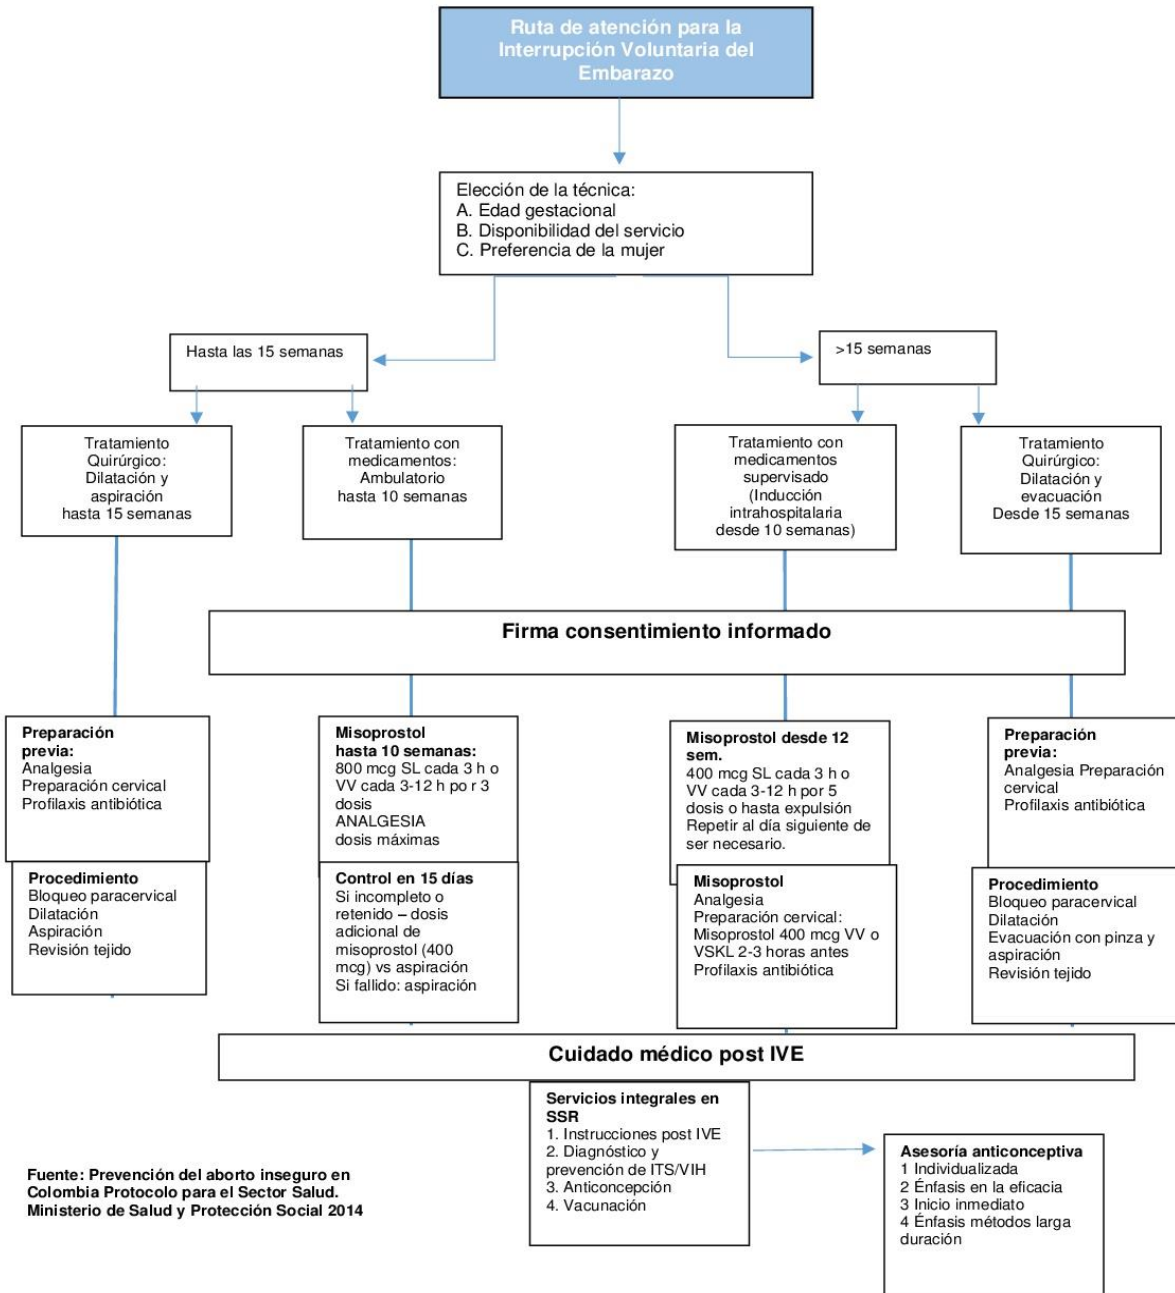 Ruta de atención para la
Interrupción Voluntaria del
Embarazo
Elección de la técnica:
A. Edad gestacional
B. Disponibilidad del servicio
C. Preferencia de la mujer
Hasta las 15 semanas
>15 semanas
Tratamiento
Quirúrgico:
Dilatación y
aspiración
hasta 15 semanas
Tratamiento con
medicamentos:
Ambulatorio
hasta 10 semanas
Tratamiento con
medicamentos
supervisado
(Inducción
intrahospitalaria
desde 10 semanas)
Tratamiento
Quirúrgico:
Dilatación y
evacuación
Desde 15 semanas
Firma consentimiento informado
Preparación
previa:
Analgesia
Preparación cervical
Profilaxis antibiótica
Misoprostol
hasta 10 semanas:
800 mcg SL cada 3 h o
VV cada 3-12 h po r 3
dosis
ANALGESIA
dosis máximas
Misoprostol desde 12
sem.
400 mcg SL cada 3 h o
VV cada 3-12 h por 5
dosis o hasta expulsión
Repetir al día siguiente de
ser necesario.
Preparación
previa:
Analgesia Preparación
cervical
Profilaxis antibiótica
Procedimiento
Bloqueo paracervical
Dilatación
Aspiración
Revisión tejido
Control en 15 días
Si incompleto o
retenido – dosis
adicional de
misoprostol (400
mcg) vs aspiración
Si fallido: aspiración
Misoprostol
Analgesia
Preparación cervical:
Misoprostol 400 mcg VV o
VSKL 2-3 horas antes
Profilaxis antibiótica
Procedimiento
Bloqueo paracervical
Dilatación
Evacuación con pinza y
aspiración
Revisión tejido
Cuidado médico post IVE
Servicios integrales en
SSR
1. Instrucciones post IVE
2. Diagnóstico y
prevención de ITS/VIH
3. Anticoncepción
4. Vacunación
Asesoría anticonceptiva
1 Individualizada
2 Énfasis en la eficacia
3 Inicio inmediato
4 Énfasis métodos larga
duración
Fuente: Prevención del aborto inseguro en
Colombia Protocolo para el Sector Salud.
Ministerio de Salud y Protección Social 2014